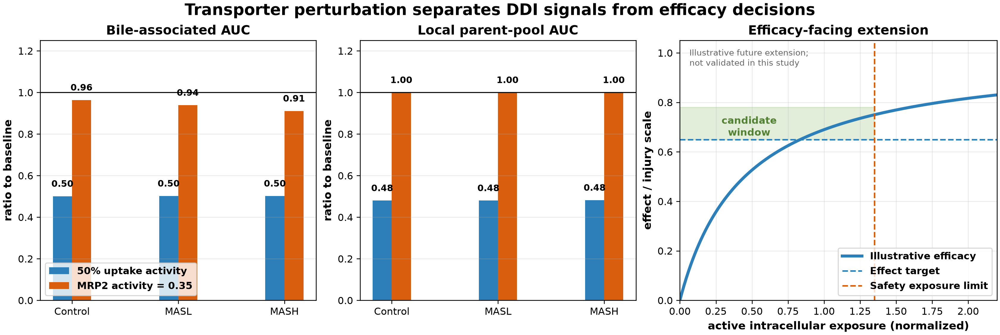 Transporter perturbation separates DDI signals from efficacy decisions
Bile-associated AUC
ratio to baseline
1.2
1.0
0.8
0.6
0.4
0.2
0.0
0.96
0.94
0.91
0.50
0.50
0.50
50% uptake activity
MRP2 activity = 0.35
Control
MASL
MASH
Local parent-pool AUC
ratio to baseline
1.2
1.0
0.8
0.6
0.4
0.2
0.0
1.00
1.00
1.00
0.48
0.48
0.48
Control
MASL
MASH
Efficacy-facing extension
effect / injury scale
1.0
0.8
0.6
0.4
0.2
0.0
Illustrative future extension;
not validated in this study
candidate
window
Illustrative efficacy
Effect target
Safety exposure limit
0.00
0.25
0.50
0.75
1.00
1.25
1.50
1.75
2.00
active intracellular exposure (normalized)